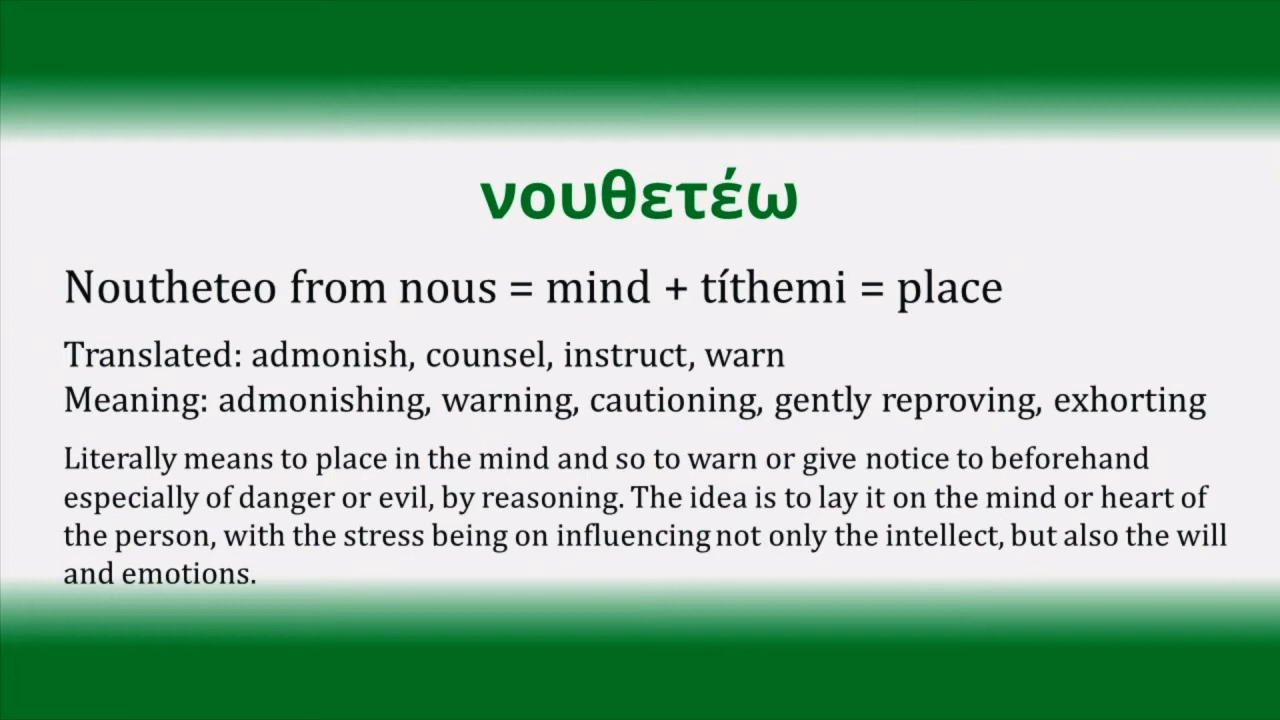 νουθετέω
Noutheteo from nous = mind + títhemi = place
Translated: admonish, counsel, instruct, warn
Meaning: admonishing, warning, cautioning, gently reproving, exhorting
Literally means to place in the mind and so to warn or give notice to beforehand
especially of danger or evil, by reasoning. The idea is to lay it on the mind or heart of
the person, with the stress being on influencing not only the intellect, but also the will
and emotions.